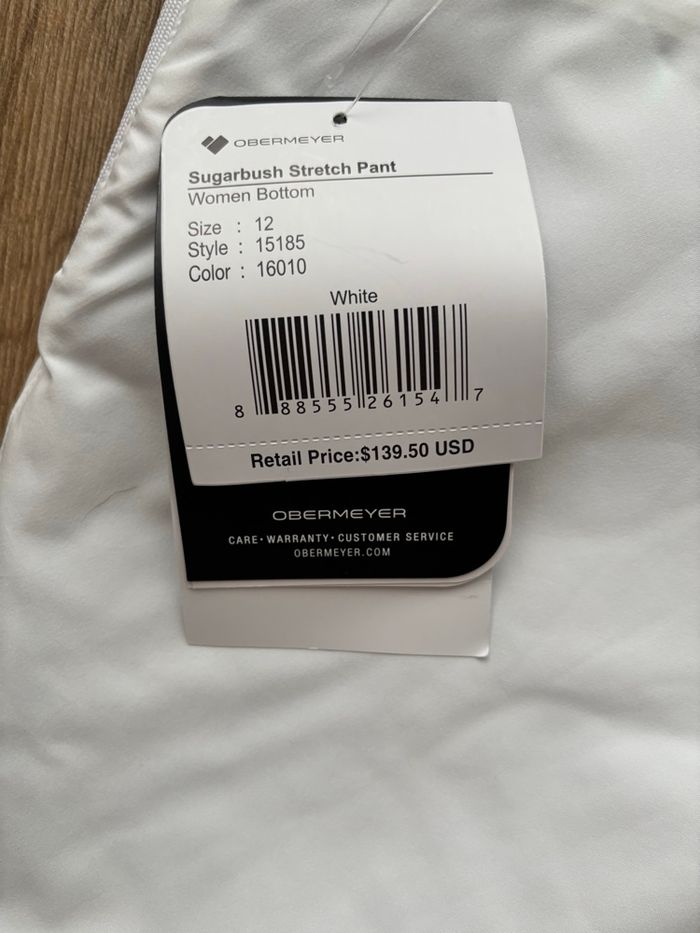 OBERMEYER
Sugarbush Stretch Pant
Women Bottom
Size : 12
Style : 15185
Color : 16010
White
8 88555 26154 7
Retail Price:$139.50 USD
OBERMEYER
CARE • WARRANTY • CUSTOMER SERVICE
OBERMEYER.COM